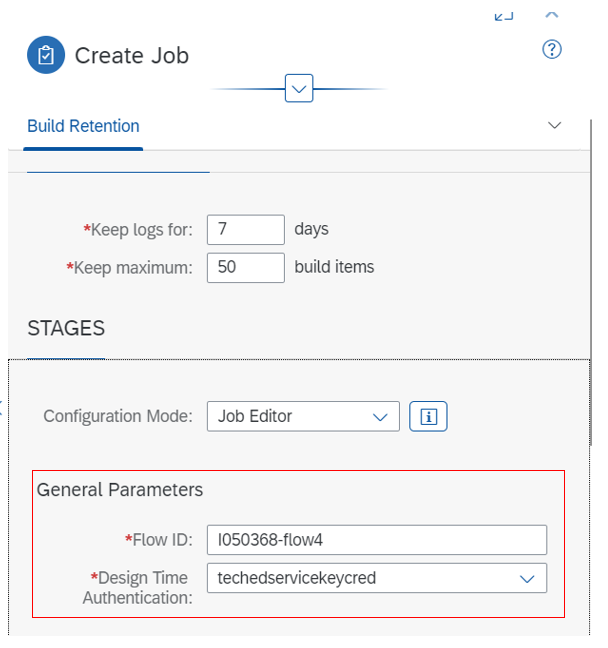 Create Job
Build Retention
*Keep logs for: 7 days
*Keep maximum: 50 build items
STAGES
Configuration Mode: Job Editor
General Parameters
*Flow ID: I050368-flow4
*Design Time
Authentication: techedservicekeycred